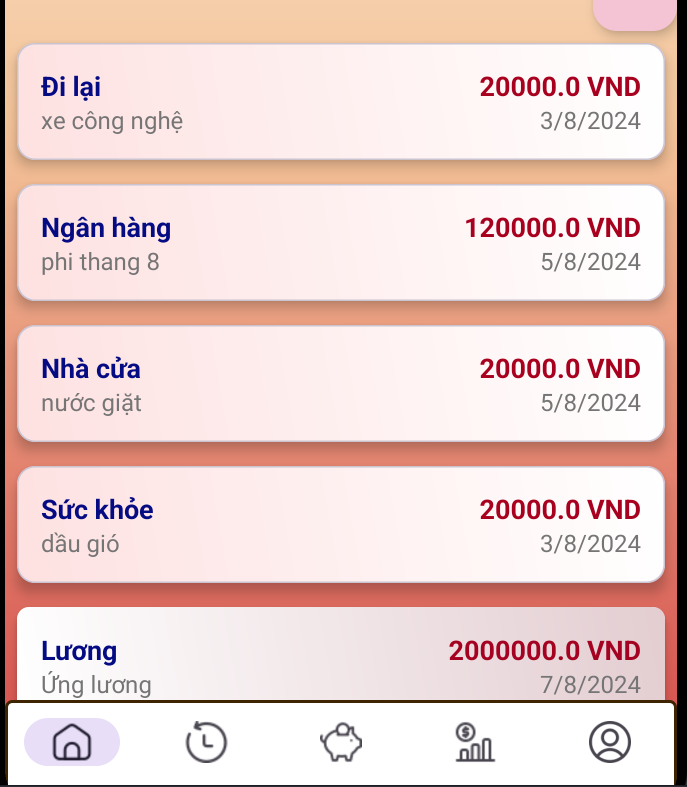 Đi lại
20000.0 VND
xe công nghệ
3/8/2024
Ngân hàng
120000.0 VND
phi thang 8
5/8/2024
Nhà cửa
20000.0 VND
nước giặt
5/8/2024
Sức khỏe
20000.0 VND
dầu gió
3/8/2024
Lương
2000000.0 VND
Ứng lương
7/8/2024
$